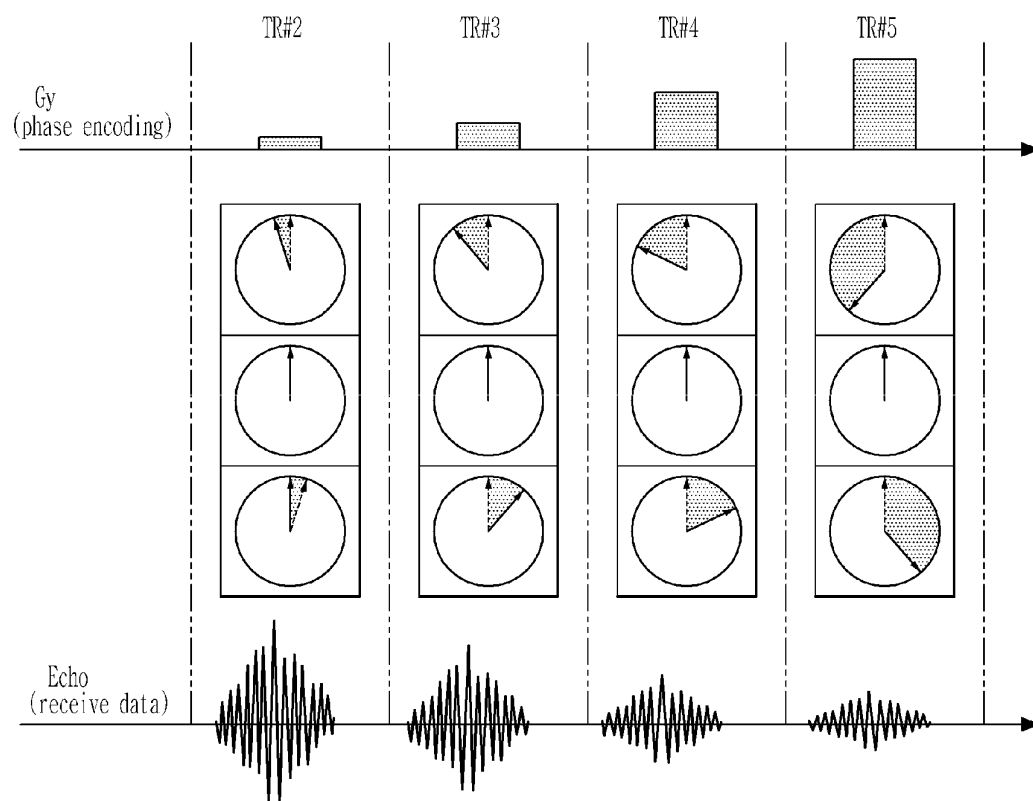 TR#2 TR#3 TR#4 TR#5
Gy
(phase encoding)
Echo
(receive data)